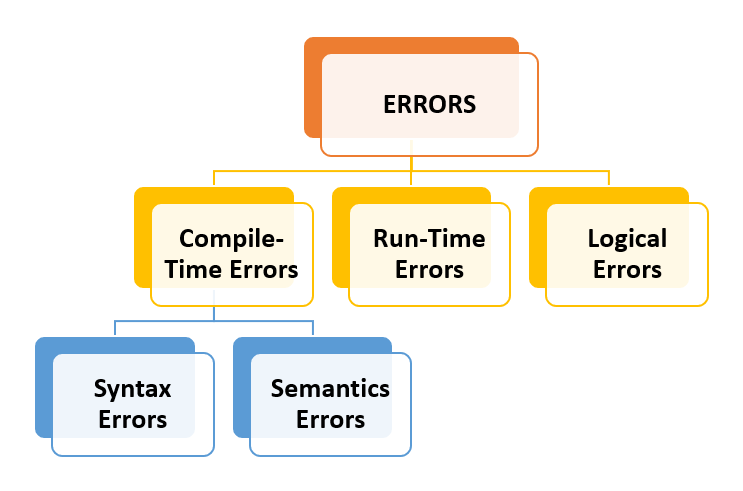 ERRORS
Compile-
Time Errors
Run-Time
Errors
Logical
Errors
Syntax
Errors
Semantics
Errors